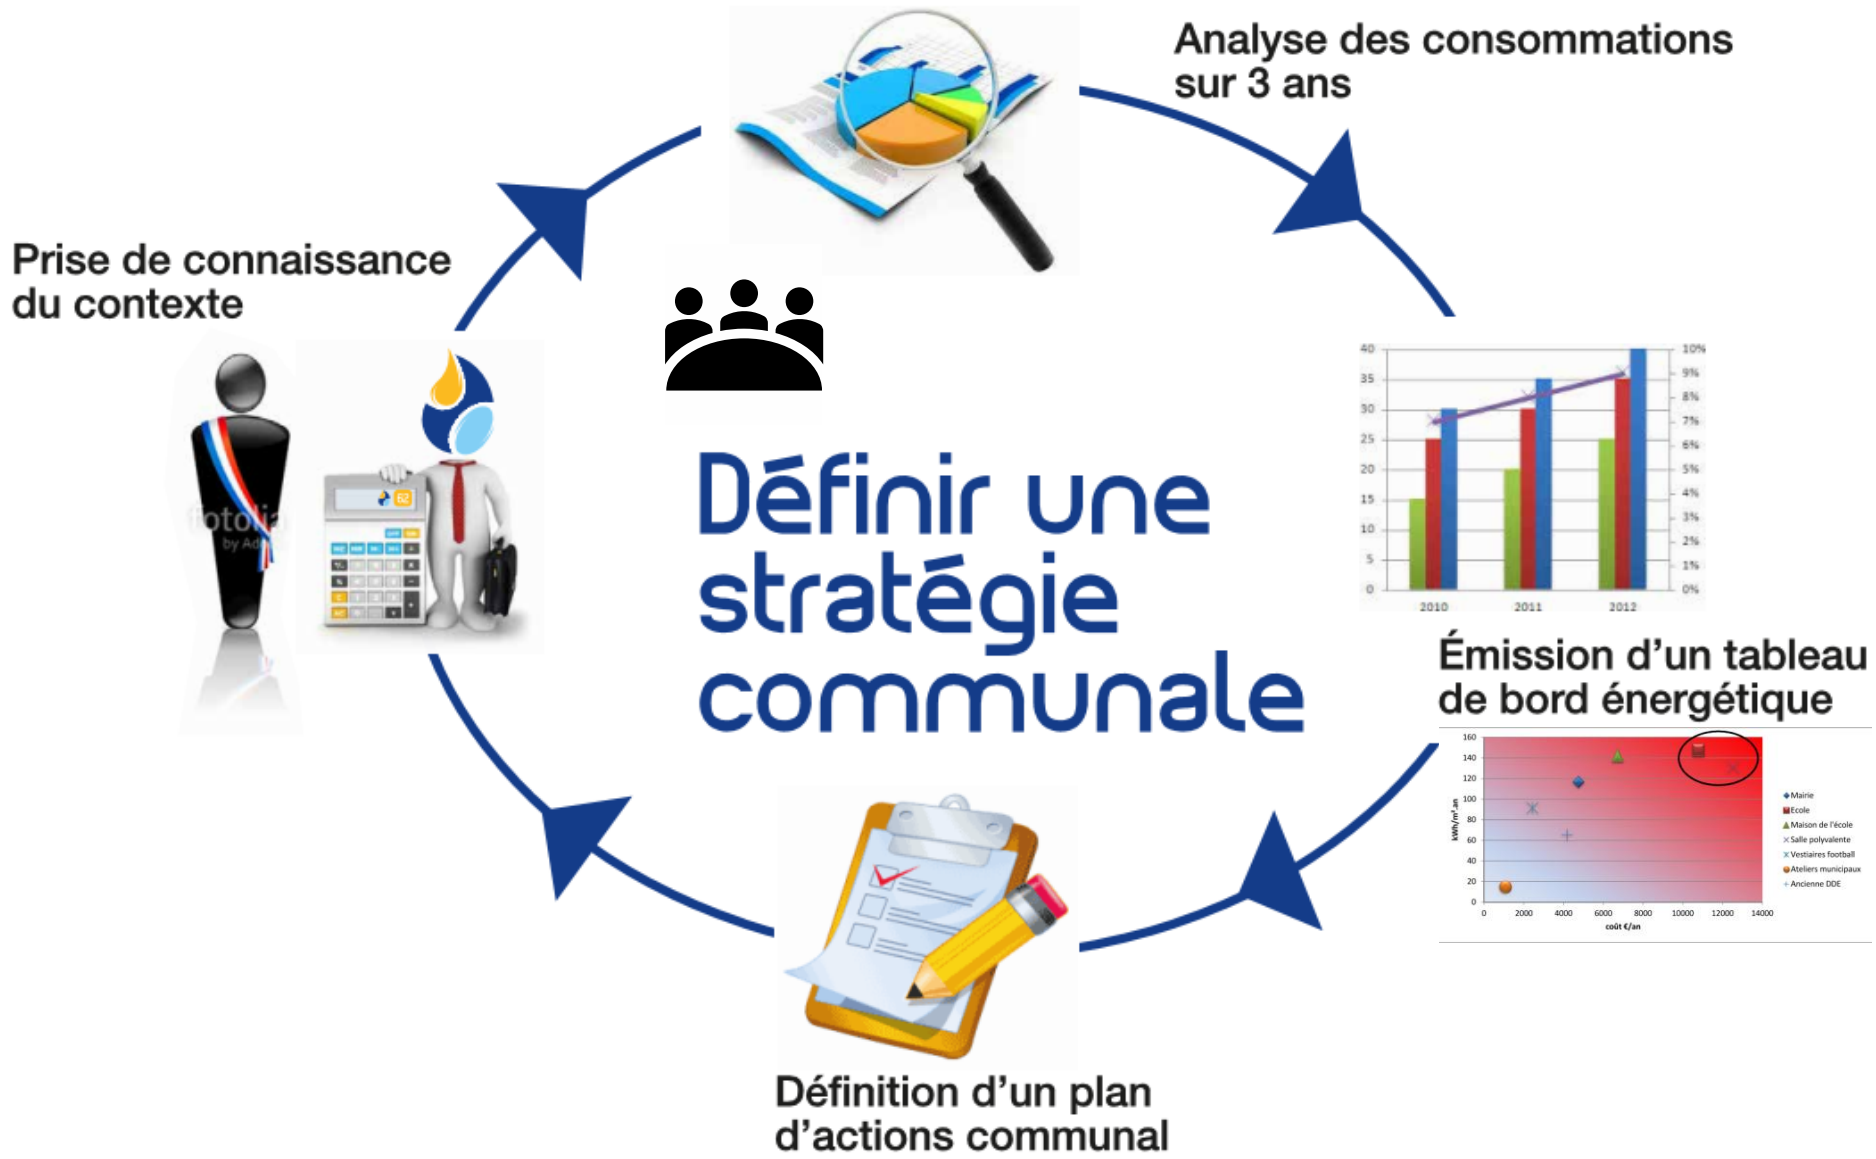 Analyse des consommations
sur 3 ans
Prise de connaissance
du contexte
fotolia
by Ad
62
Définir une
stratégie
communale
40
35
30
25
20
15
10
5
0
10%
9%
8%
7%
6%
5%
4%
3%
2%
1%
0%
2010 2011 2012
Émission d’un tableau
de bord énergétique
160
140
120
100
80
60
40
20
0
kWh/m².an
0 2000 4000 6000 8000 10000 12000 14000
coût €/an
Mairie
Ecole
Maison de l'école
Salle polyvalente
Vestiaires football
Ateliers municipaux
Ancienne DDE
Définition d’un plan
d’actions communal